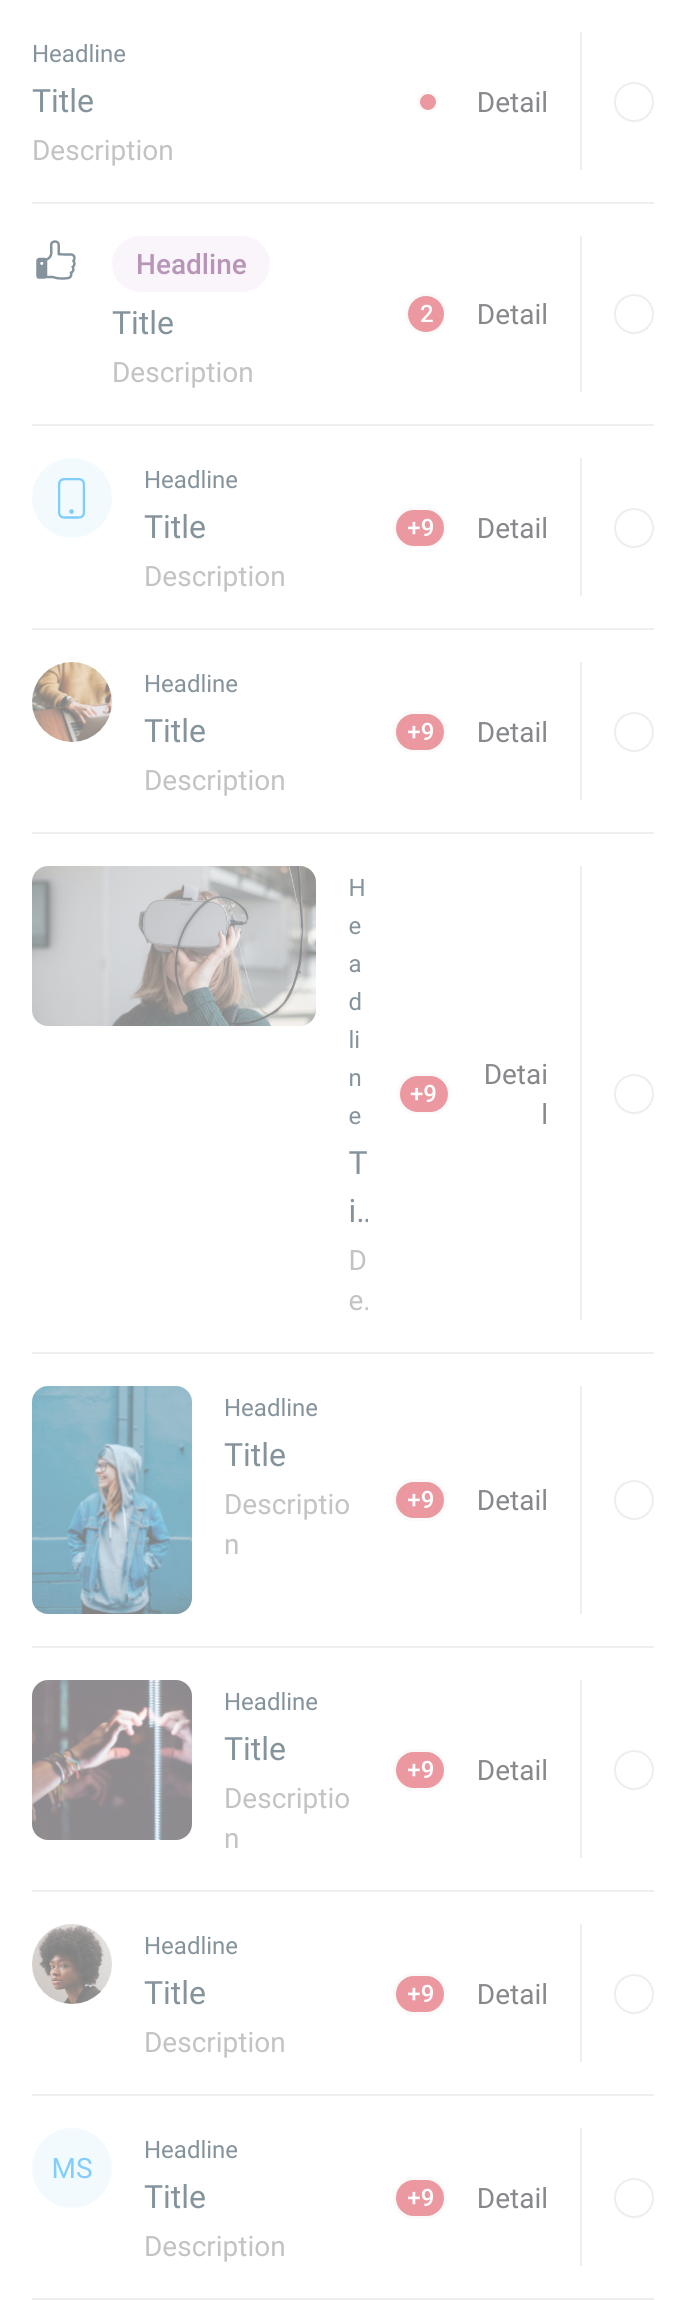 Headline
Title
Detail
Description
Headline
Title
2
Detail
Description
Headline
Title
+9
Detail
Description
Headline
Title
+9
Detail
Description
H
e
a
d
li
n
e
T
i..
D
e.
+9
Detai
l
Headline
Title
Descriptio
n
+9
Detail
Headline
Title
Descriptio
n
+9
Detail
Headline
Title
+9
Detail
Description
MS
Headline
Title
+9
Detail
Description